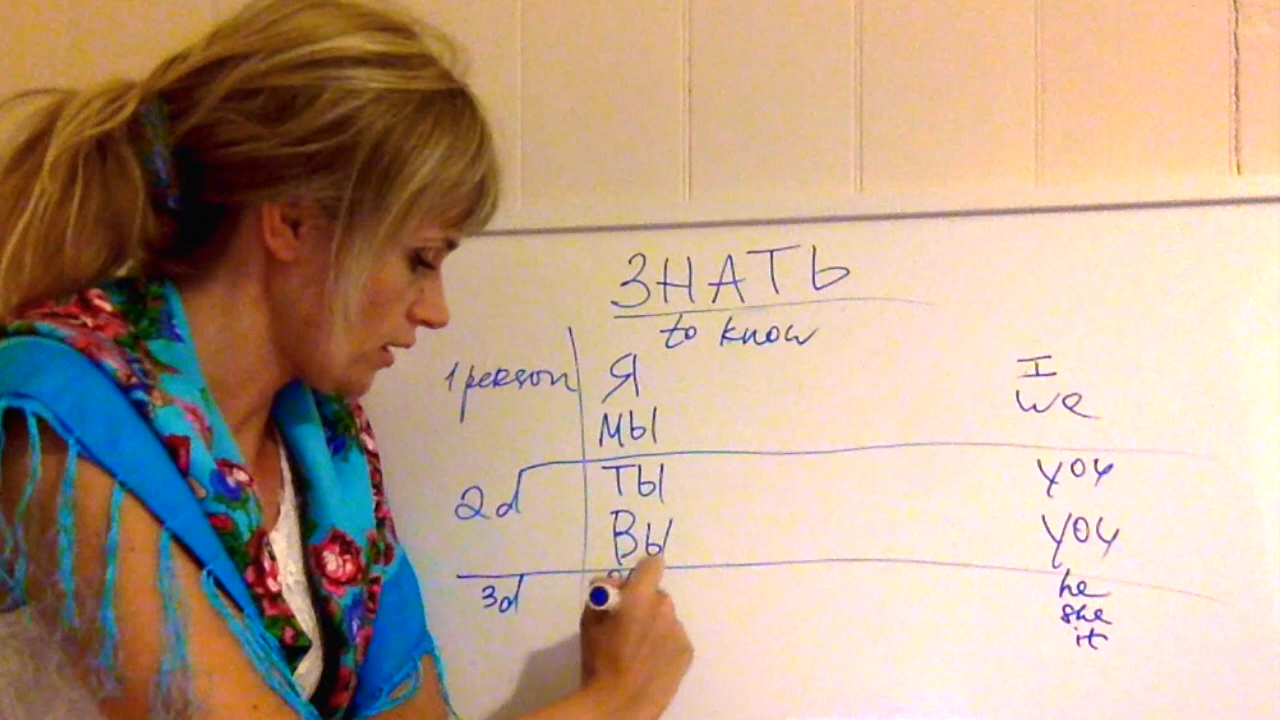 ЗНАТЬ
to know
1 person Я I
МЫ we
2d ТЫ you
ВЫ you
3d he
she
it